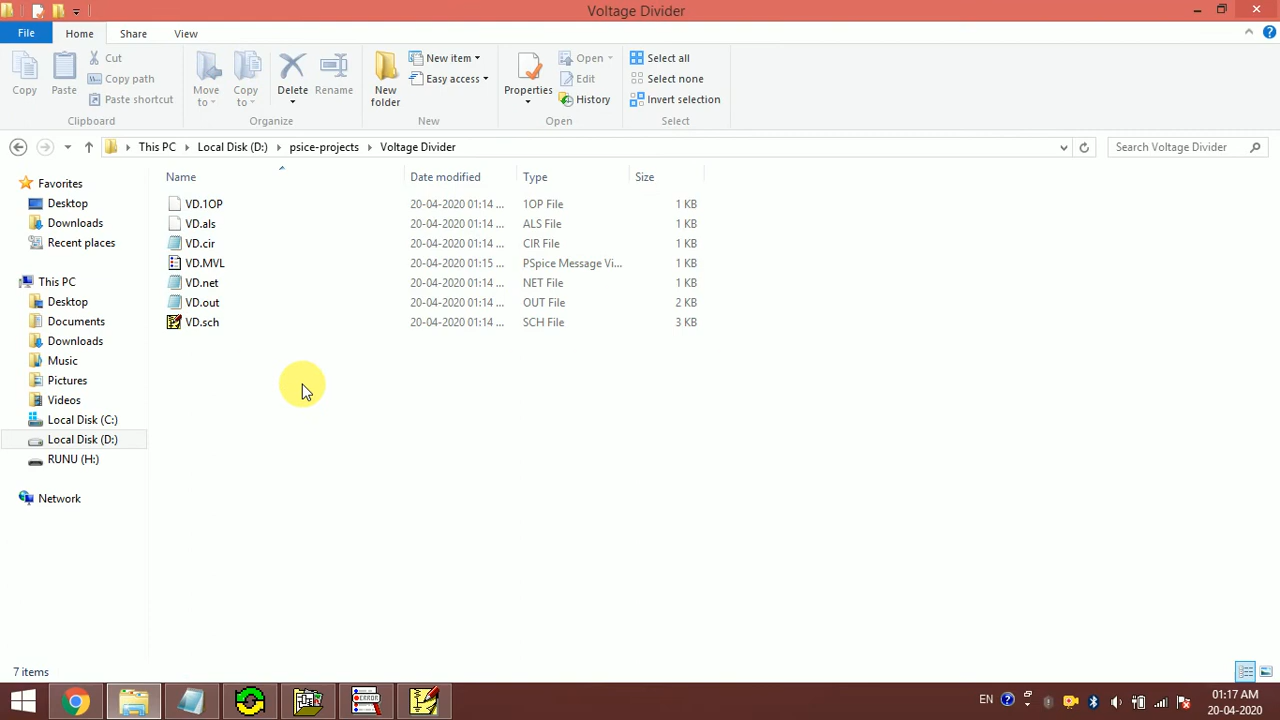 Voltage Divider
File Home Share View
Copy Paste Cut Copy path Paste shortcut
Move to Copy to Delete Rename
New folder New item Easy access
Properties Open Edit History
Select all Select none Invert selection
Clipboard Organize New Open Select
This PC Local Disk (D:) psice-projects Voltage Divider Search Voltage Divider
Name Date modified Type Size
VD.1OP 20-04-2020 01:14 ... 1OP File 1 KB
VD.als 20-04-2020 01:14 ... ALS File 1 KB
VD.cir 20-04-2020 01:14 ... CIR File 1 KB
VD.MVL 20-04-2020 01:15 ... PSpice Message Vi... 1 KB
VD.net 20-04-2020 01:14 ... NET File 1 KB
VD.out 20-04-2020 01:14 ... OUT File 2 KB
VD.sch 20-04-2020 01:14 ... SCH File 3 KB
Favorites
Desktop
Downloads
Recent places
This PC
Desktop
Documents
Downloads
Music
Pictures
Videos
Local Disk (C:)
Local Disk (D:)
RUNU (H:)
Network
7 items
ERROR
EN
01:17 AM
20-04-2020